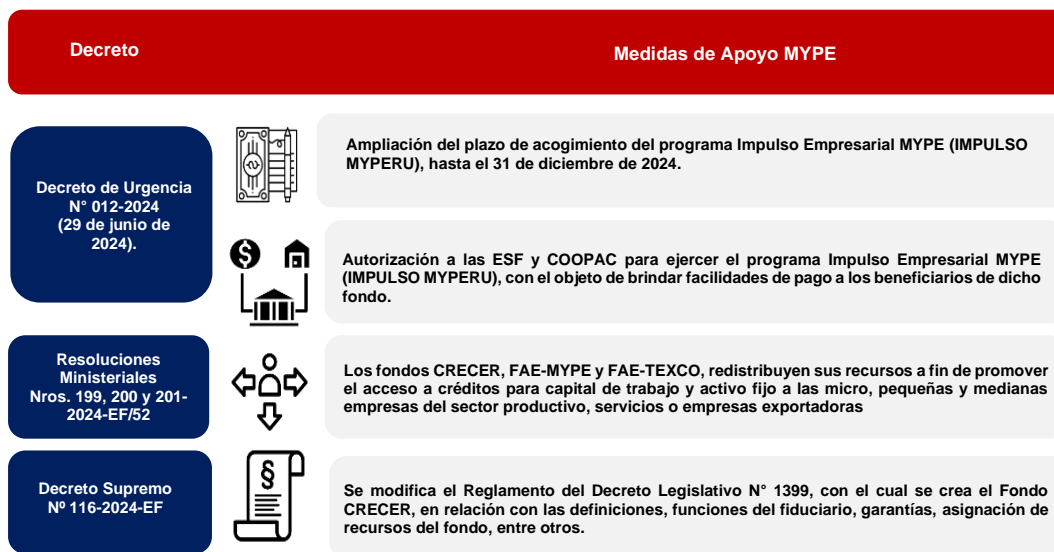 Decreto
Medidas de Apoyo MYPE
Decreto de Urgencia
N° 012-2024
(29 de junio de
2024).
Ampliación del plazo de acogimiento del programa Impulso Empresarial MYPE (IMPULSO
MYPERU), hasta el 31 de diciembre de 2024.
$
Autorización a las ESF y COOPAC para ejercer el programa Impulso Empresarial MYPE
(IMPULSO MYPERU), con el objeto de brindar facilidades de pago a los beneficiarios de dicho
fondo.
Resoluciones
Ministeriales
Nros. 199, 200 y 201-
2024-EF/52
Los fondos CRECER, FAE-MYPE y FAE-TEXCO, redistribuyen sus recursos a fin de promover
el acceso a créditos para capital de trabajo y activo fijo a las micro, pequeñas y medianas
empresas del sector productivo, servicios o empresas exportadoras
Decreto Supremo
Nº 116-2024-EF
§
Se modifica el Reglamento del Decreto Legislativo N° 1399, con el cual se crea el Fondo
CRECER, en relación con las definiciones, funciones del fiduciario, garantías, asignación de
recursos del fondo, entre otros.